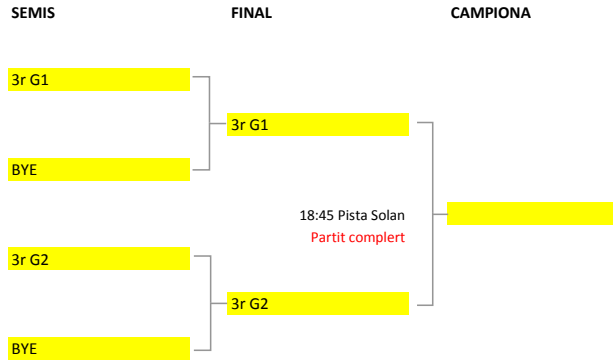 SEMIS FINAL CAMPIONA
3r G1
3r G1
BYE
18:45 Pista Solan
Partit complert
3r G2
3r G2
BYE